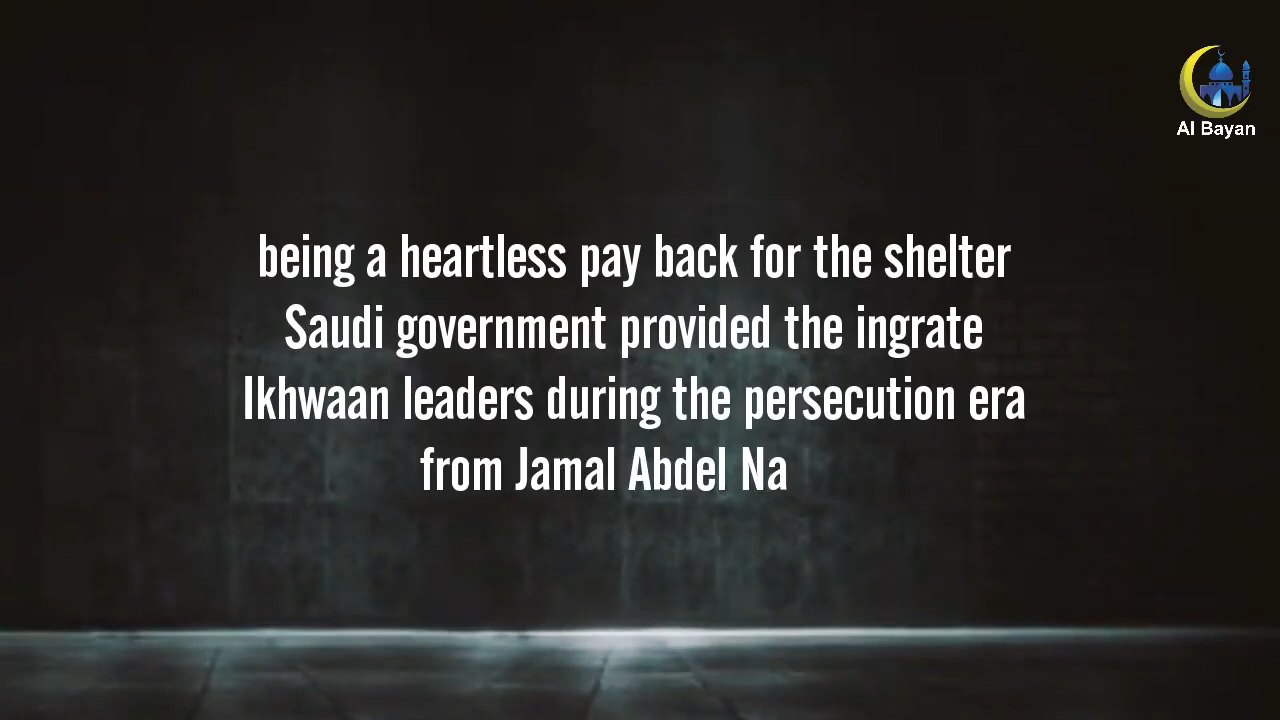 Al Bayan
being a heartless pay back for the shelter
Saudi government provided the ingrate
Ikhwaan leaders during the persecution era
from Jamal Abdel Na